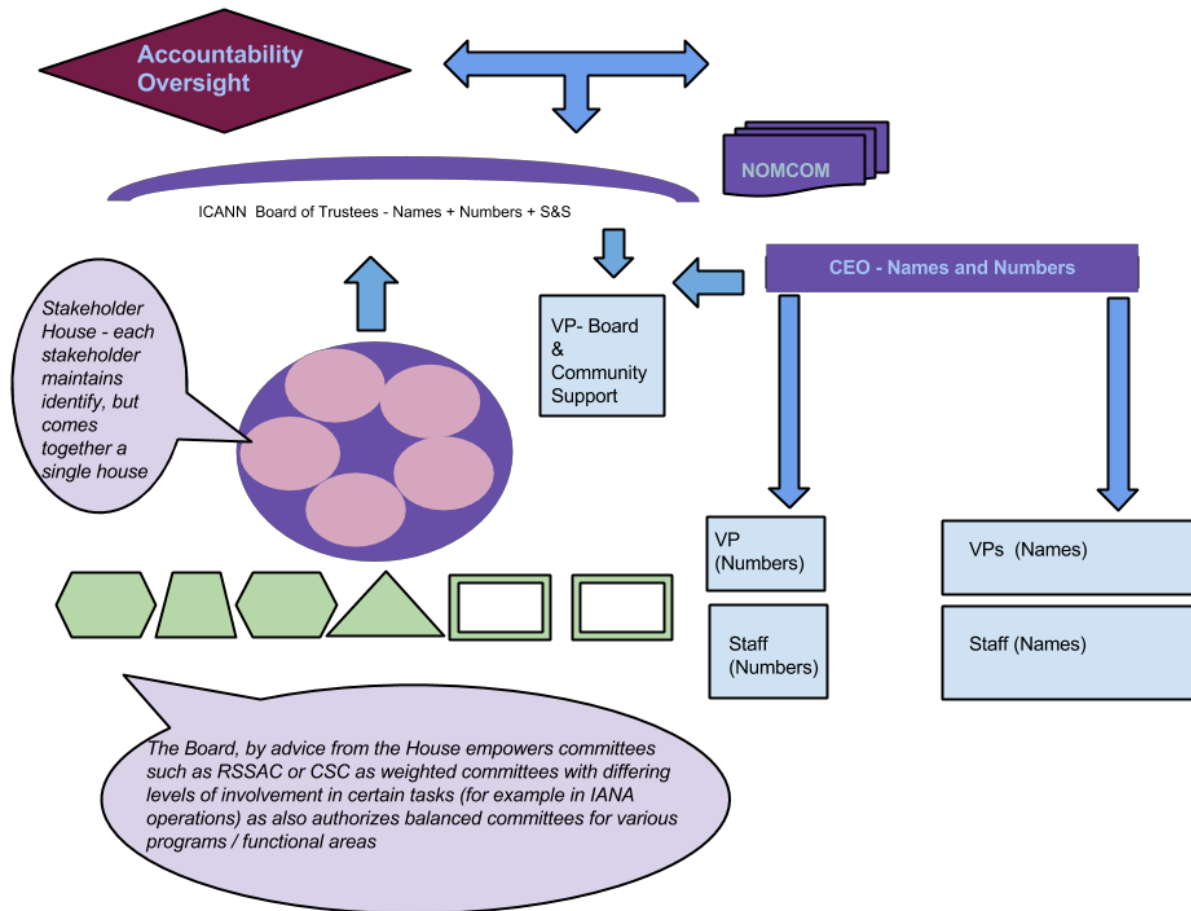 Accountability
Oversight
NOMCOM
ICANN  Board of Trustees - Names + Numbers + S&S
CEO - Names and Numbers
Stakeholder
House - each
stakeholder
maintains
identify, but
comes
together a
single house
VP- Board
&
Community
Support
VP
(Numbers)
VPs  (Names)
Staff
(Numbers)
Staff (Names)
The Board, by advice from the House empowers committees
such as RSSAC or CSC as weighted committees with differing
levels of involvement in certain tasks (for example in IANA
operations) as also authorizes balanced committees for various
programs / functional areas